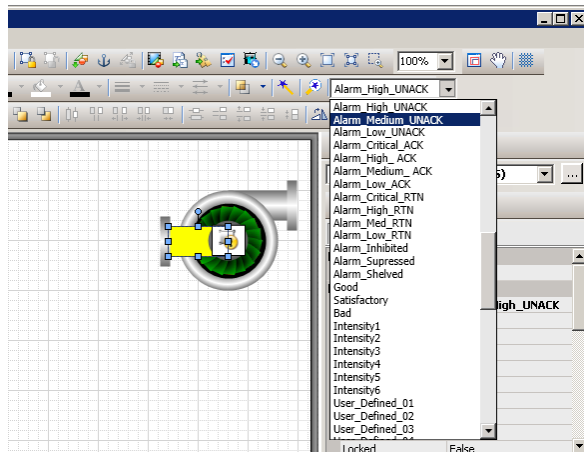 100%
Alarm_High_UNACK
Alarm_High_UNACK
Alarm_Medium_UNACK
Alarm_Low_UNACK
Alarm_Critical_ACK
Alarm_High_ ACK
Alarm_Medium_ ACK
Alarm_Low_ACK
Alarm_Critical_RTN
Alarm_High_RTN
Alarm_Med_RTN
Alarm_Low_RTN
Alarm_Inhibited
Alarm_Supressed
Alarm_Shelved
Good
Satisfactory
Bad
Intensity1
Intensity2
Intensity3
Intensity4
Intensity5
Intensity6
User_Defined_01
User_Defined_02
User_Defined_03
...
High_UNACK
Locked False